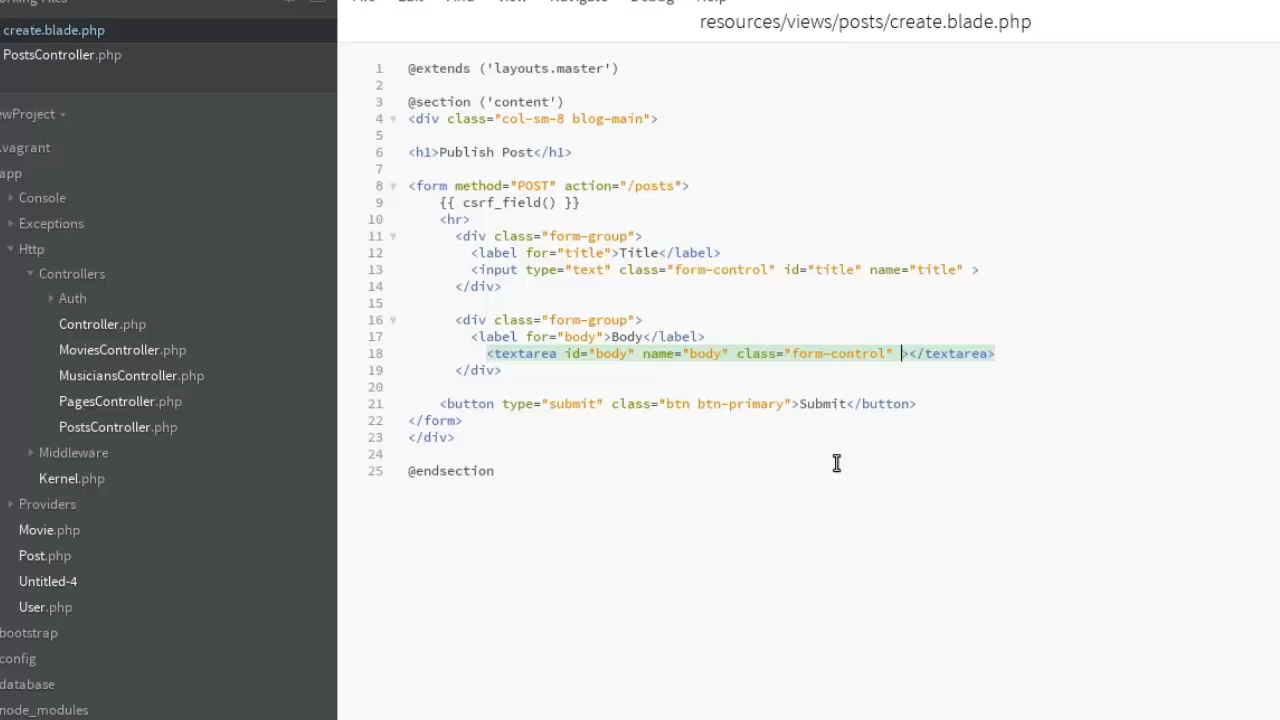 create.blade.php
PostsController.php
ewProject
.vagrant
app
Console
Exceptions
Http
Controllers
Auth
Controller.php
MoviesController.php
MusiciansController.php
PagesController.php
PostsController.php
Middleware
Kernel.php
Providers
Movie.php
Post.php
Untitled-4
User.php
bootstrap
config
database
node_modules
resources/views/posts/create.blade.php
1 @extends ('layouts.master')
2
3 @section ('content')
4 <div class="col-sm-8 blog-main">
5
6 <h1>Publish Post</h1>
7
8 <form method="POST" action="/posts">
9 {{ csrf_field() }}
10 <hr>
11 <div class="form-group">
12 <label for="title">Title</label>
13 <input type="text" class="form-control" id="title" name="title" >
14 </div>
15
16 <div class="form-group">
17 <label for="body">Body</label>
18 <textarea id="body" name="body" class="form-control" ></textarea>
19 </div>
20
21 <button type="submit" class="btn btn-primary">Submit</button>
22 </form>
23 </div>
24
25 @endsection